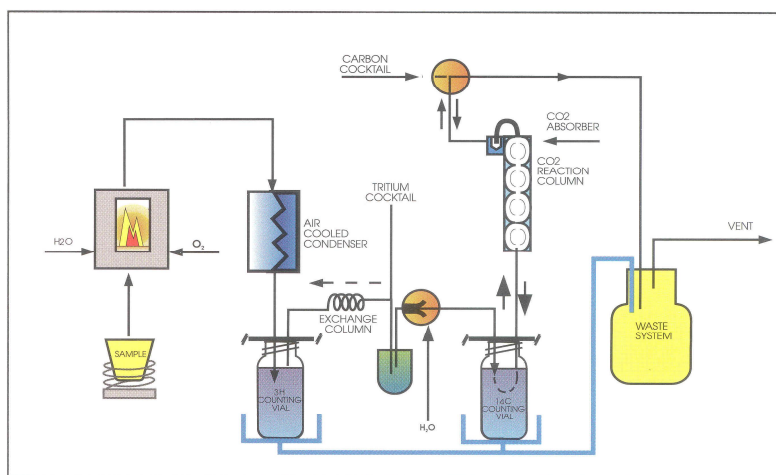 CARBON
COCKTAIL
CO2
ABSORBER
CO2
REACTION
COLUMN
TRITIUM
COCKTAIL
AIR
COOLED
CONDENSER
VENT
H2O
O2
EXCHANGE
COLUMN
WASTE
SYSTEM
SAMPLE
3H
COUNTING
VIAL
H2O
14C
COUNTING
VIAL